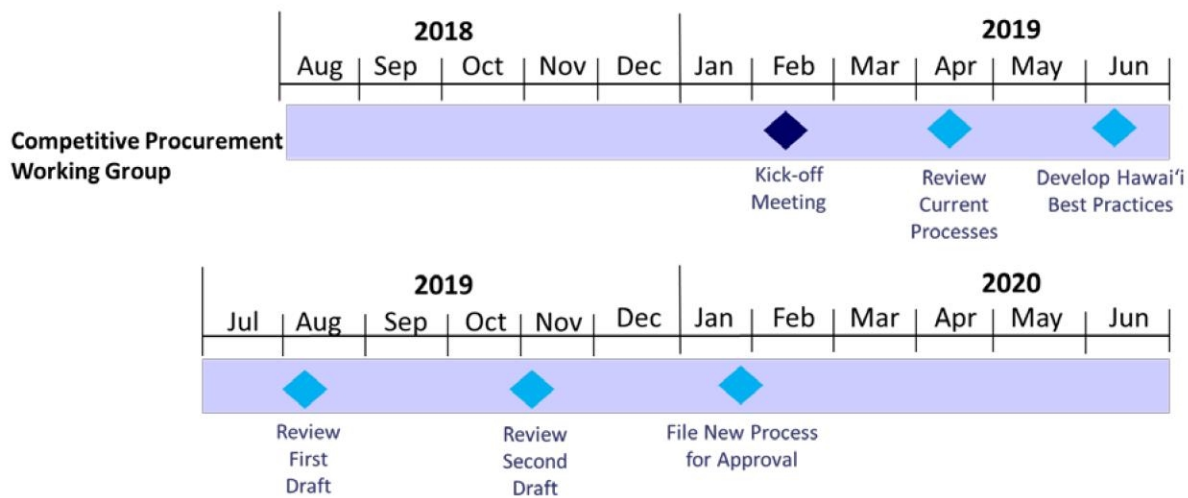 2018 2019
Aug Sep Oct Nov Dec Jan Feb Mar Apr May Jun
Competitive Procurement
Working Group
Kick-off
Meeting
Review
Current
Processes
Develop Hawaiʻi
Best Practices
2019 2020
Jul Aug Sep Oct Nov Dec Jan Feb Mar Apr May Jun
Review
First
Draft
Review
Second
Draft
File New Process
for Approval